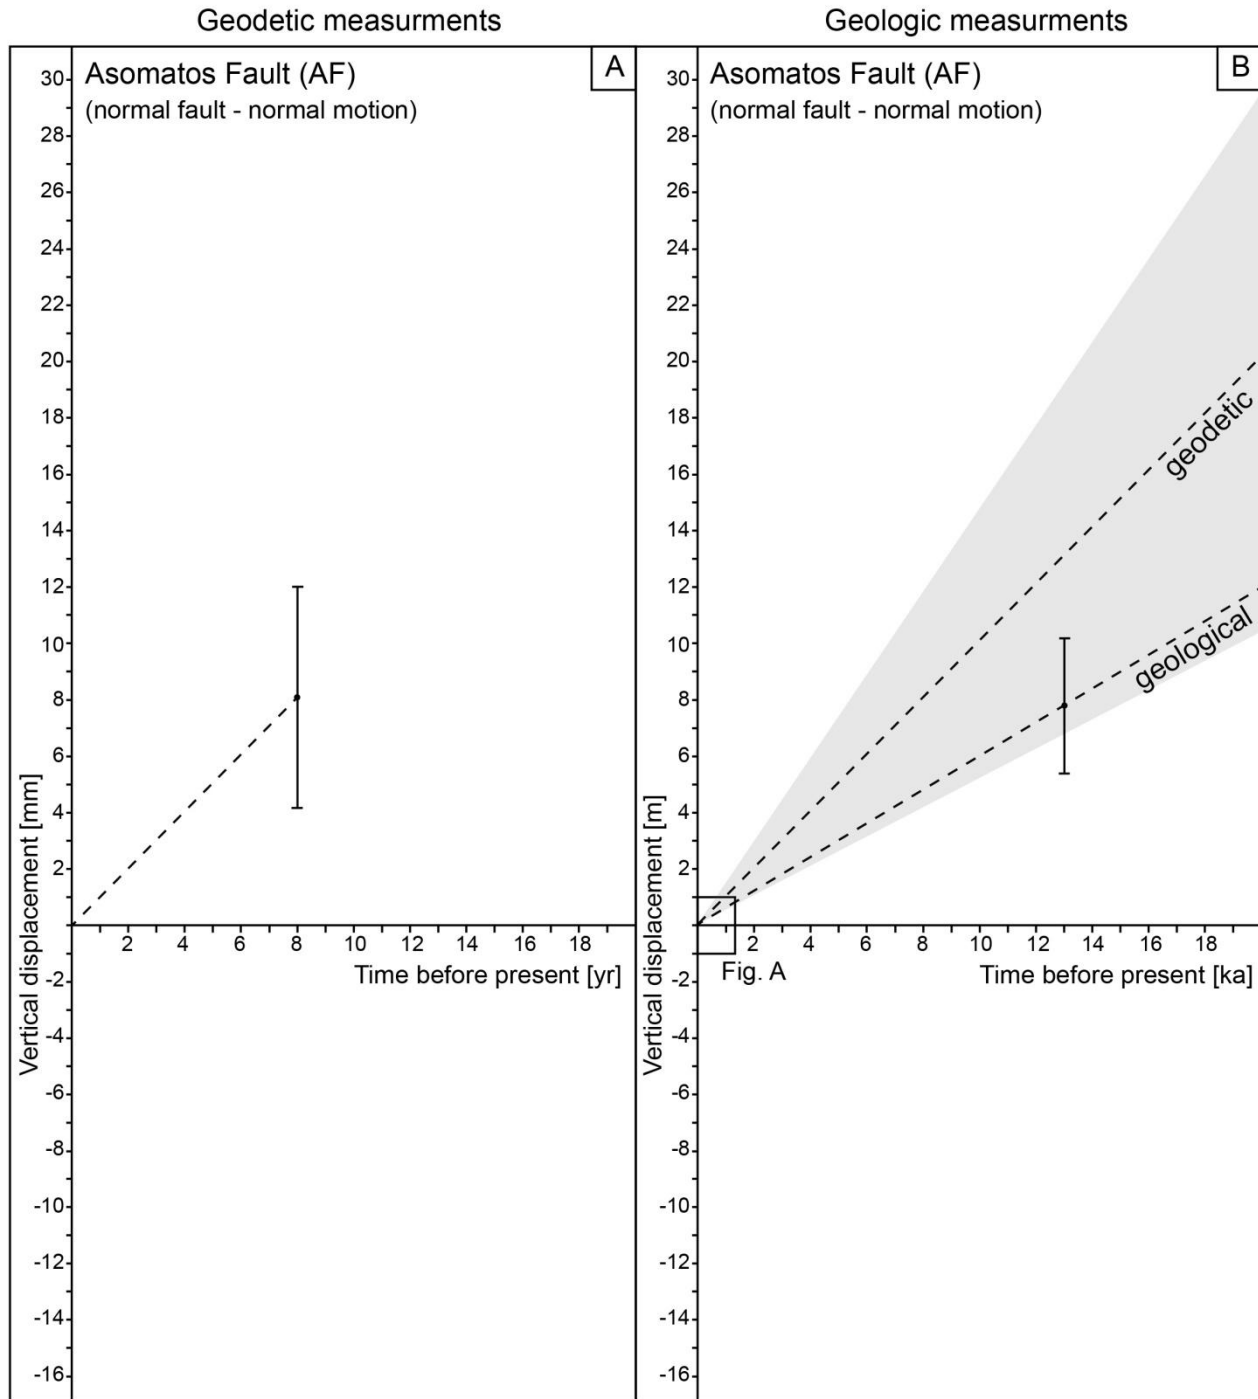 Geodetic measurments
Geologic measurments
Asomatos Fault (AF)
(normal fault - normal motion)
A
30
28
26
24
22
20
18
16
14
12
10
8
6
4
2
-2
-4
-6
-8
-10
-12
-14
-16
Vertical displacement [mm]
2 4 6 8 10 12 14 16 18
Time before present [yr]
Asomatos Fault (AF)
(normal fault - normal motion)
B
30
28
26
24
22
20
18
16
14
12
10
8
6
4
2
-2
-4
-6
-8
-10
-12
-14
-16
Vertical displacement [m]
geodetic
geological
2 4 6 8 10 12 14 16 18
Fig. A
Time before present [ka]